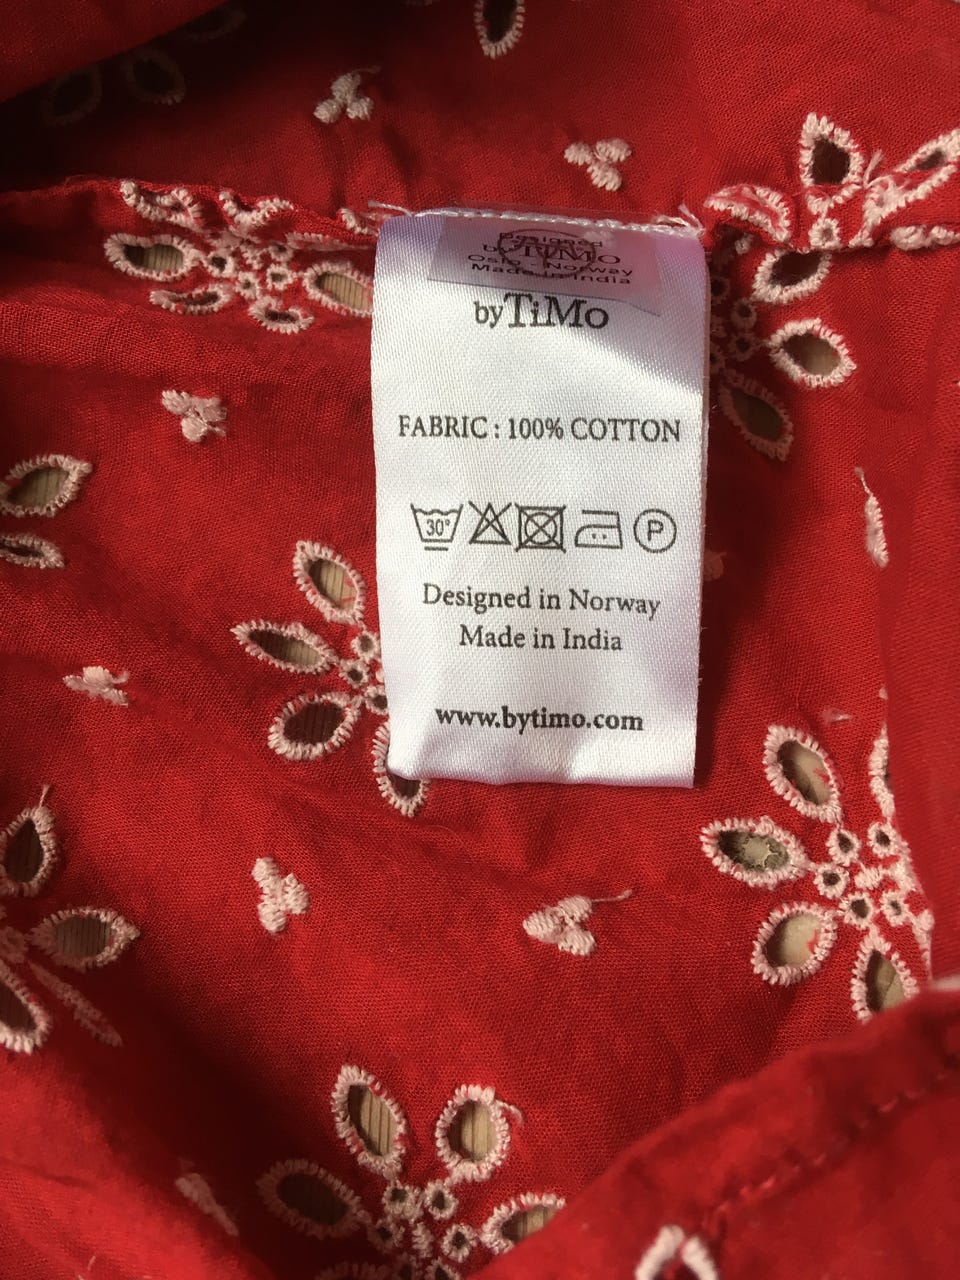 Designed
by TiMo
Oslo - Norway
Made in India
byTiMo
FABRIC : 100% COTTON
30°
P
Designed in Norway
Made in India
www.bytimo.com